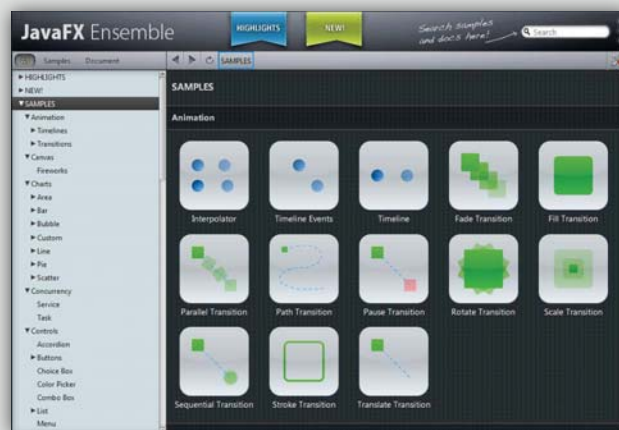 JavaFX Ensemble
HIGHLIGHTS
NEW!
Search samples
and docs here!
Search
Samples
Document
SAMPLES
HIGHLIGHTS
NEW!
SAMPLES
Animation
Timelines
Transitions
Canvas
Fireworks
Charts
Area
Bar
Bubble
Custom
Line
Pie
Scatter
Concurrency
Service
Task
Controls
Accordion
Buttons
Choice Box
Color Picker
Combo Box
List
Menu
SAMPLES
Animation
Interpolator
Timeline Events
Timeline
Fade Transition
Fill Transition
Parallel Transition
Path Transition
Pause Transition
Rotate Transition
Scale Transition
Sequential Transition
Stroke Transition
Translate Transition